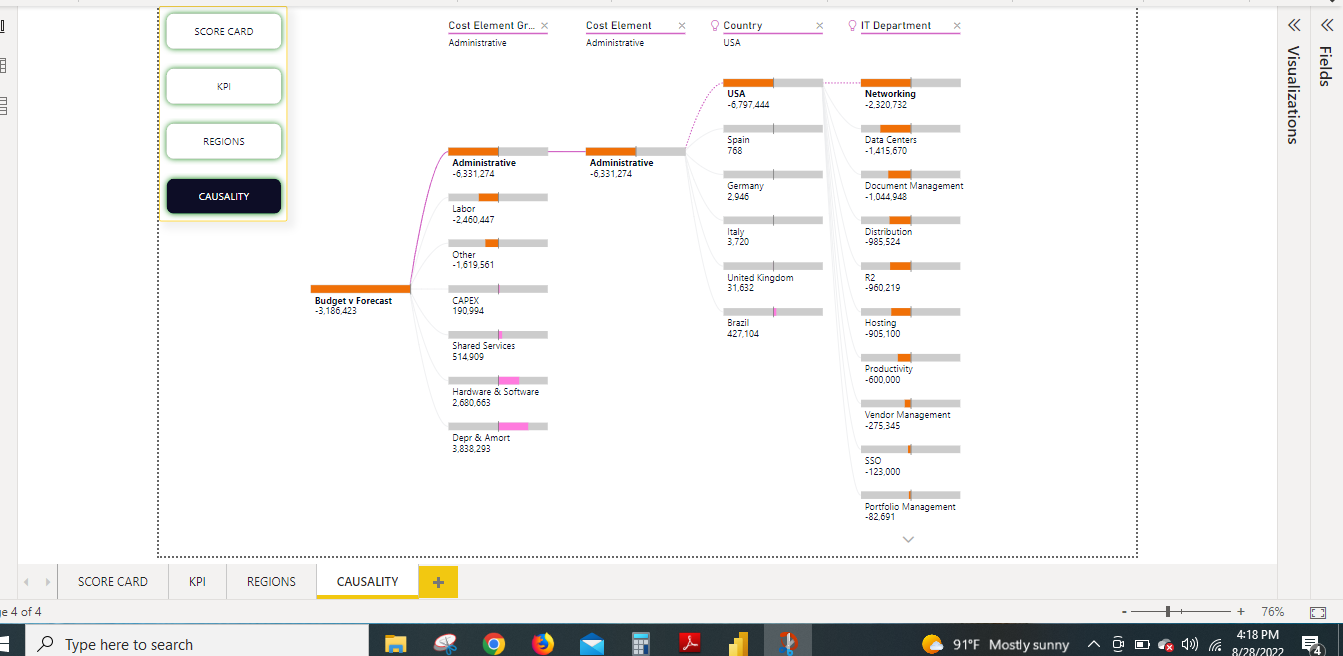 SCORE CARD
KPI
REGIONS
CAUSALITY
Cost Element Gr...
Administrative
Cost Element
Administrative
Country
USA
IT Department
Budget v Forecast
-3,186,423
Administrative
-6,331,274
Labor
-2,460,447
Other
-1,619,561
CAPEX
190,994
Shared Services
514,909
Hardware & Software
2,680,663
Depr & Amort
3,838,293
Administrative
-6,331,274
USA
-6,797,444
Spain
768
Germany
2,946
Italy
3,720
United Kingdom
31,632
Brazil
427,104
Networking
-2,320,732
Data Centers
-1,415,670
Document Management
-1,044,948
Distribution
-985,524
R2
-960,219
Hosting
-905,100
Productivity
-600,000
Vendor Management
-275,345
SSO
-123,000
Portfolio Management
-82,691
Visualizations
Fields
SCORE CARD
KPI
REGIONS
CAUSALITY
ge 4 of 4
76%
Type here to search
91°F Mostly sunny
4:18 PM
8/28/2022
4